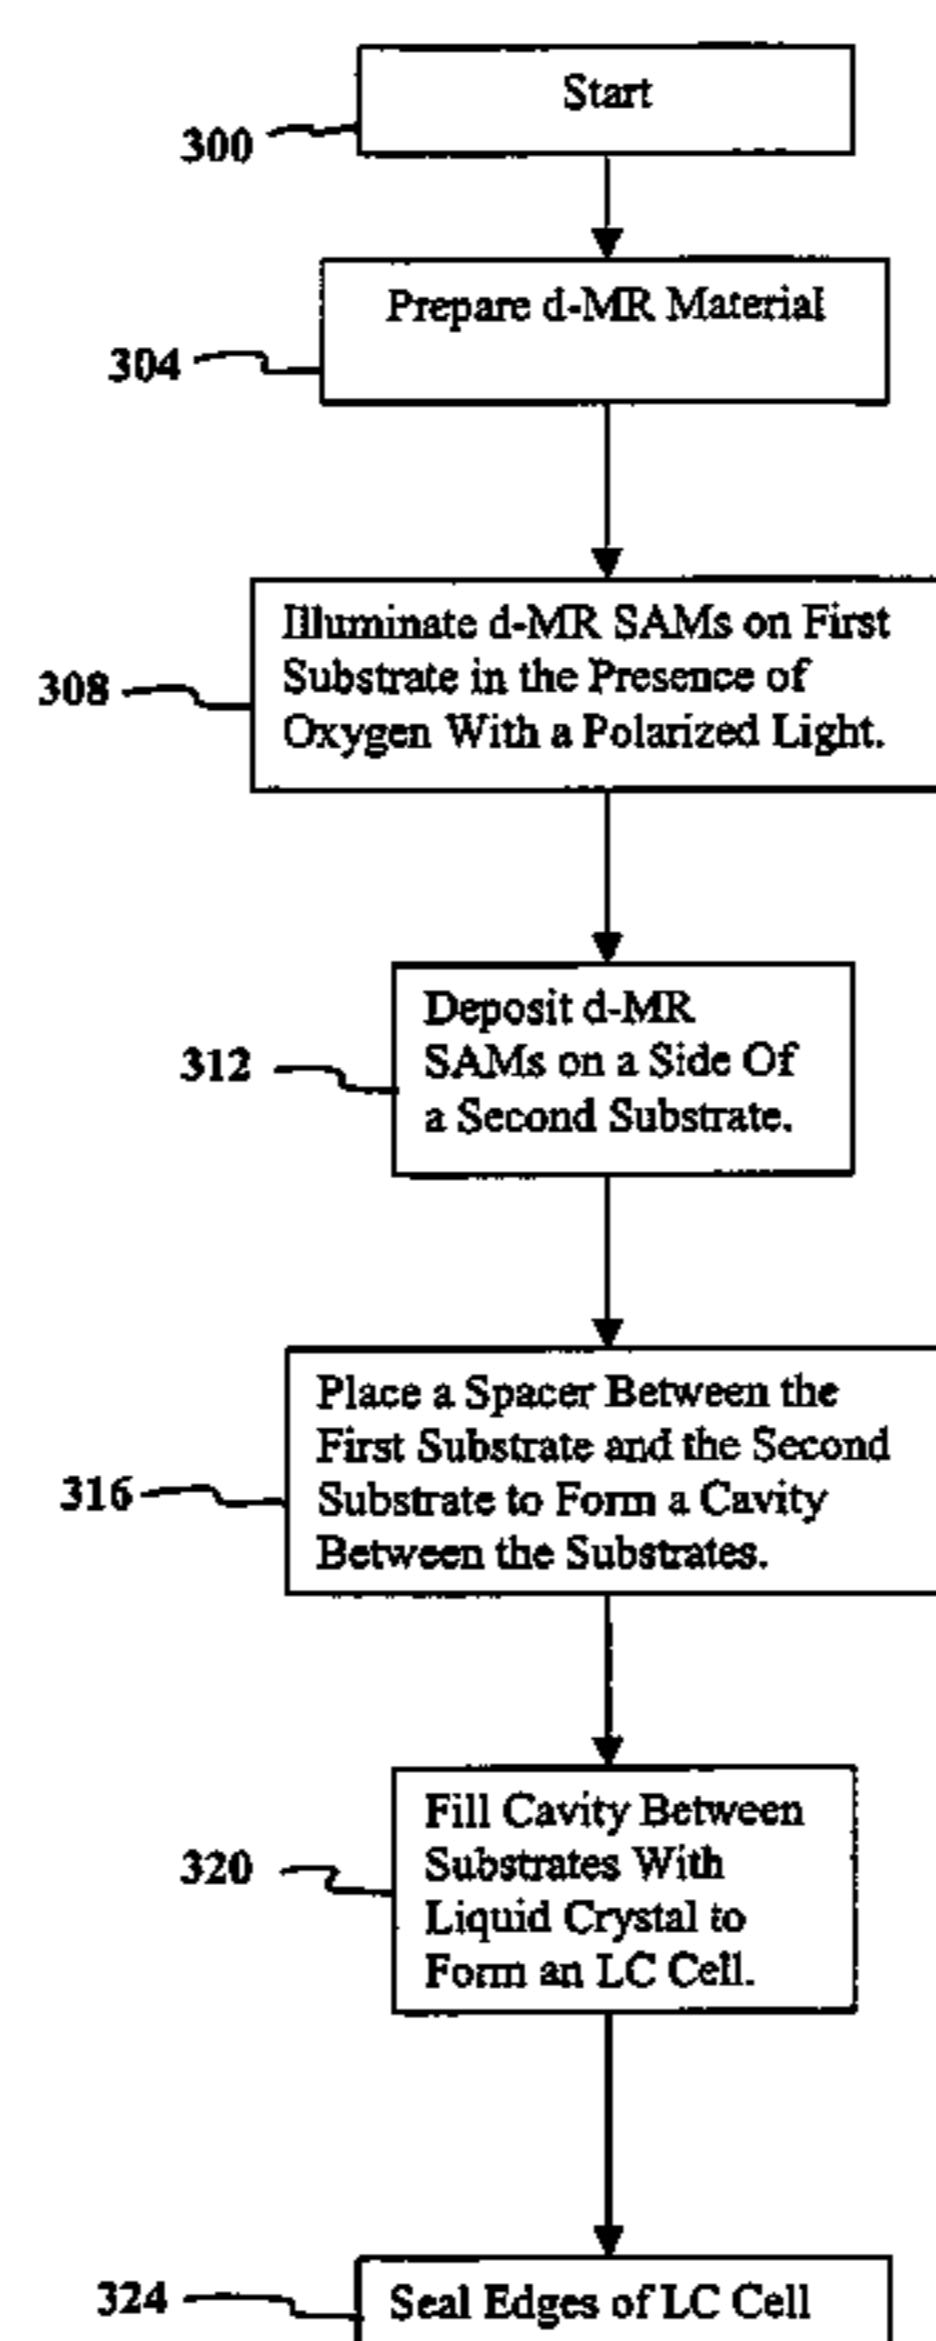 Start
300
Prepare d-MR Material
304
Illuminate d-MR SAMs on First
Substrate in the Presence of
Oxygen With a Polarized Light.
308
Deposit d-MR
SAMs on a Side Of
a Second Substrate.
312
Place a Spacer Between the
First Substrate and the Second
Substrate to Form a Cavity
Between the Substrates.
316
Fill Cavity Between
Substrates With
Liquid Crystal to
Form an LC Cell.
320
Seal Edges of LC Cell
324